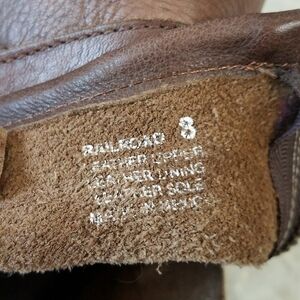 RAILROAD 8
LEATHER UPPER
LEATHER LINING
LEATHER SOLE
MADE IN MEXICO